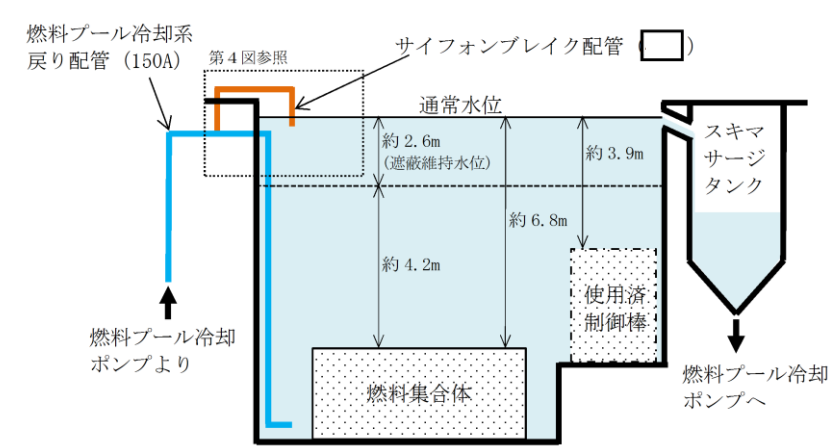 燃料プール冷却系
戻り配管（150A）
第４図参照
サイフォンブレイク配管（　　）
通常水位
約 2.6m
(遮蔽維持水位)
約 3.9m
スキマ
サージ
タンク
約 6.8m
約 4.2m
使用済
制御棒
燃料プール冷却
ポンプより
燃料集合体
燃料プール冷却
ポンプへ